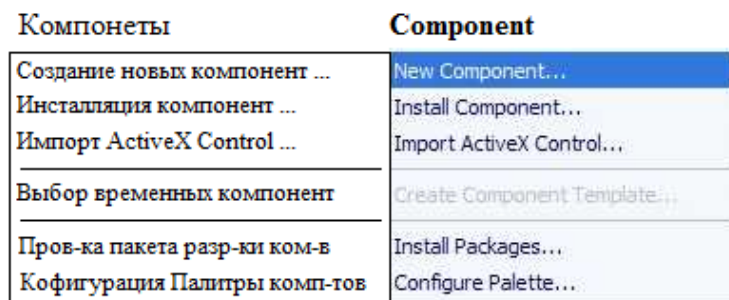 Компонеты Component
Создание новых компонент ... New Component...
Инсталляция компонент ... Install Component...
Импорт ActiveX Control ... Import ActiveX Control...
Выбор временных компонент Create Component Template...
Пров-ка пакета разр-ки ком-в Install Packages...
Кофигурация Палитры комп-тов Configure Palette...